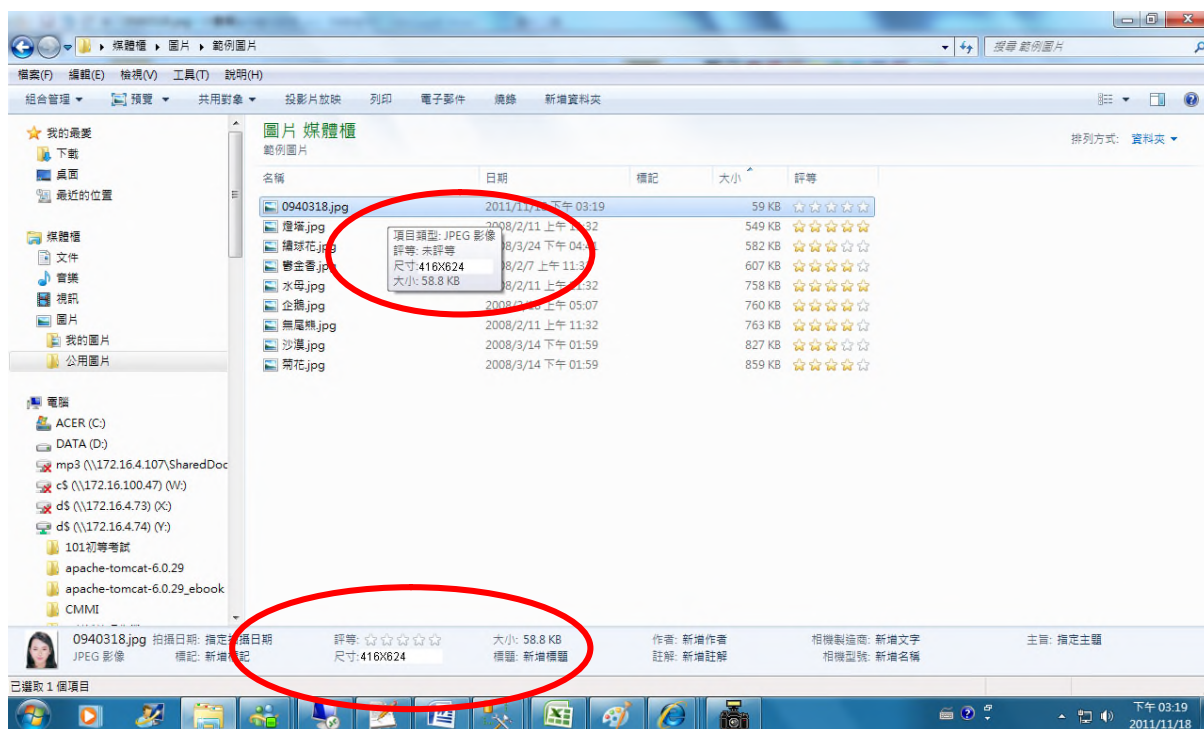 媒體櫃 ▸ 圖片 ▸ 範例圖片
搜尋 範例圖片
檔案(F) 編輯(E) 檢視(V) 工具(T) 說明(H)
組合管理 預覽 共用對象 投影片放映 列印 電子郵件 燒錄 新增資料夾
我的最愛
下載
桌面
最近的位置
媒體櫃
文件
音樂
視訊
圖片
我的圖片
公用圖片
電腦
ACER (C:)
DATA (D:)
mp3 (\\172.16.4.107\SharedDoc
c$ (\\172.16.100.47) (W:)
d$ (\\172.16.4.73) (X:)
d$ (\\172.16.4.74) (Y:)
101初等考試
apache-tomcat-6.0.29
apache-tomcat-6.0.29_ebook
CMMI
圖片 媒體櫃
範例圖片
排列方式: 資料夾
名稱 日期 標記 大小 評等
0940318.jpg 下午 03:19 59 KB
燈塔.jpg 2008/2/11 上午 11:32 549 KB
繡球花.jpg 2008/3/24 下午 04:41 582 KB
鬱金香.jpg 2008/2/7 上午 607 KB
水母.jpg 2008/2/11 上午 11:32 758 KB
企鵝.jpg 下午 05:07 760 KB
無尾熊.jpg 2008/2/11 上午 11:32 763 KB
沙漠.jpg 2008/3/14 下午 01:59 827 KB
菊花.jpg 2008/3/14 下午 01:59 859 KB
項目類型: JPEG 影像
評等: 未評等
尺寸:416X624
大小: 58.8 KB
0940318.jpg 拍攝日期: 指定拍攝日期 評等: 大小: 58.8 KB 作者: 新增作者 相機製造商: 新增文字 主旨: 指定主題
JPEG 影像 標記: 新增標記 尺寸:416X624 標題: 新增標題 註解: 新增註解 相機型號: 新增名稱
已選取 1 個項目
下午 03:19
2011/11/18